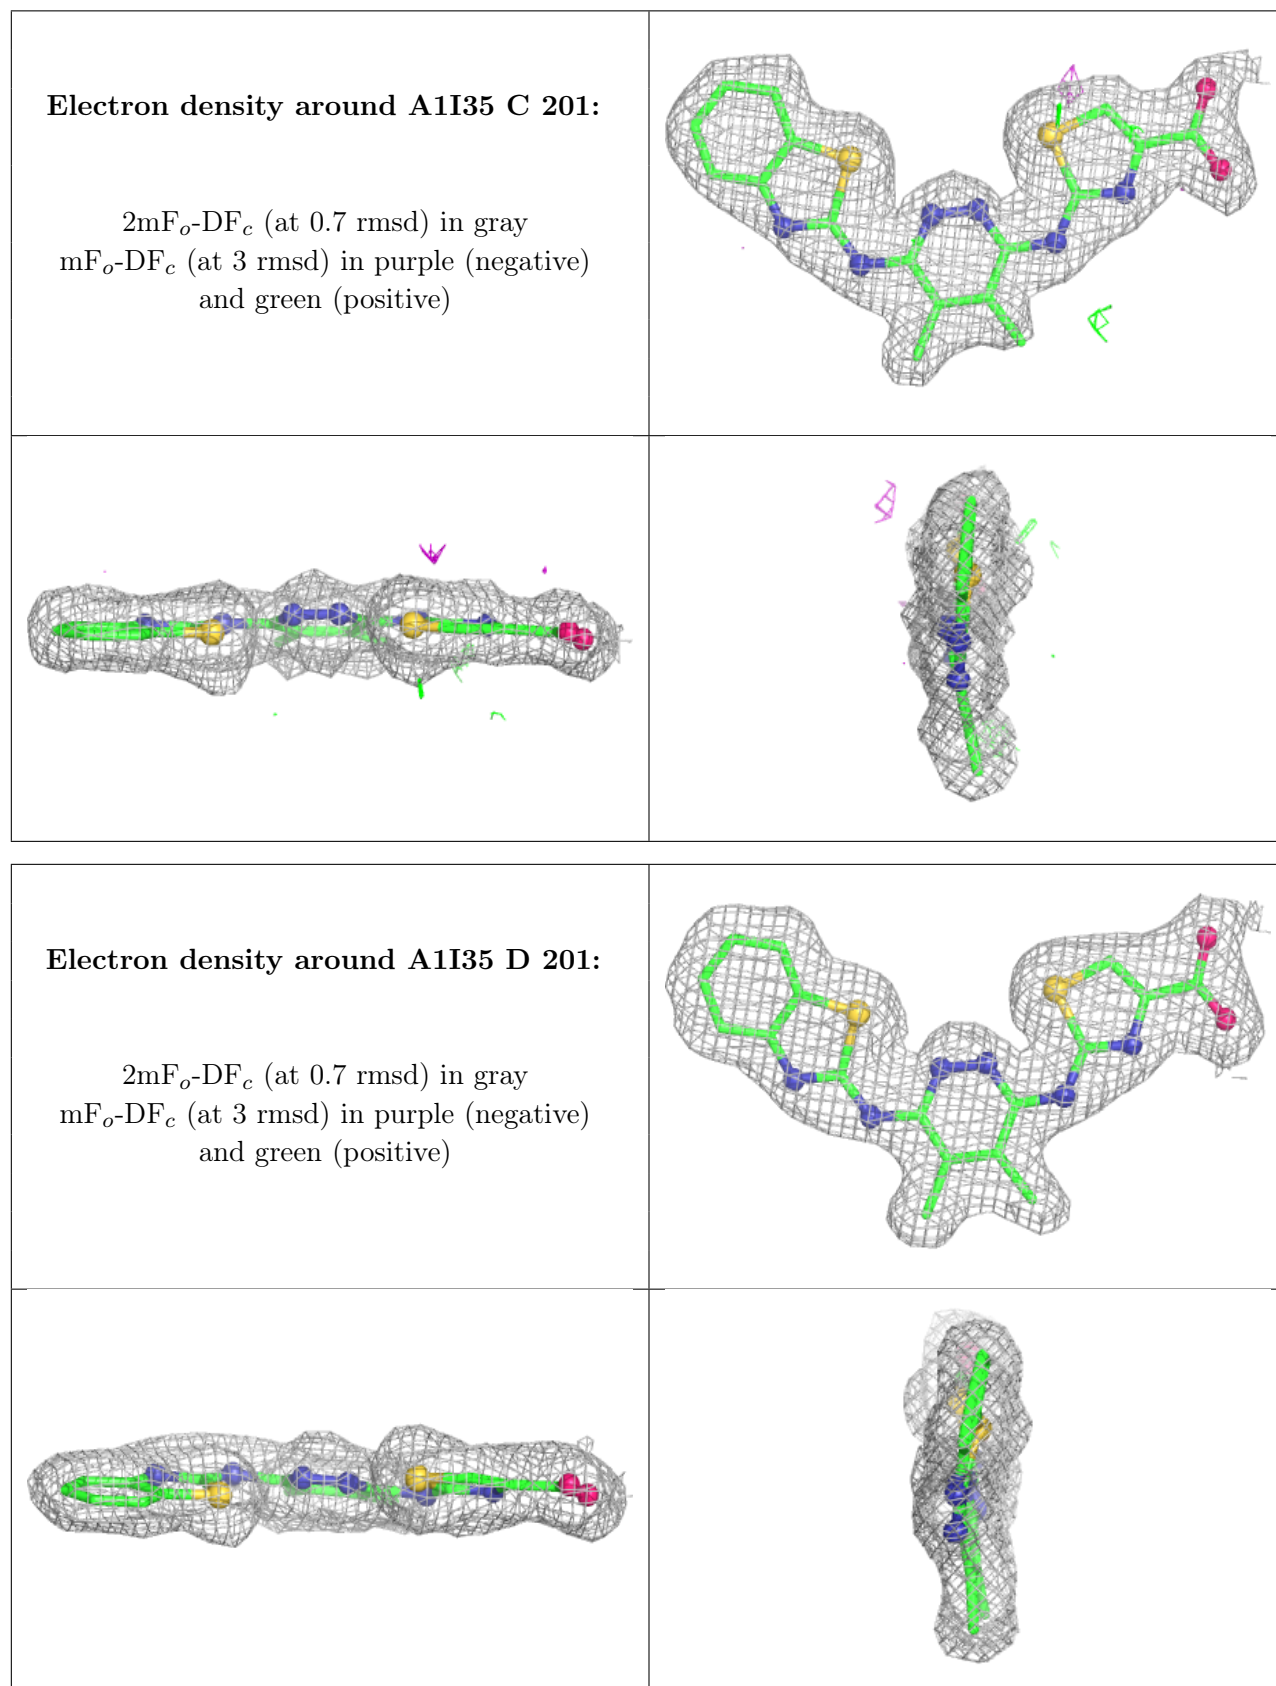 Electron density around A1I35 C 201:
2mFo-DFc (at 0.7 rmsd) in gray
mFo-DFc (at 3 rmsd) in purple (negative)
and green (positive)
Electron density around A1I35 D 201:
2mFo-DFc (at 0.7 rmsd) in gray
mFo-DFc (at 3 rmsd) in purple (negative)
and green (positive)